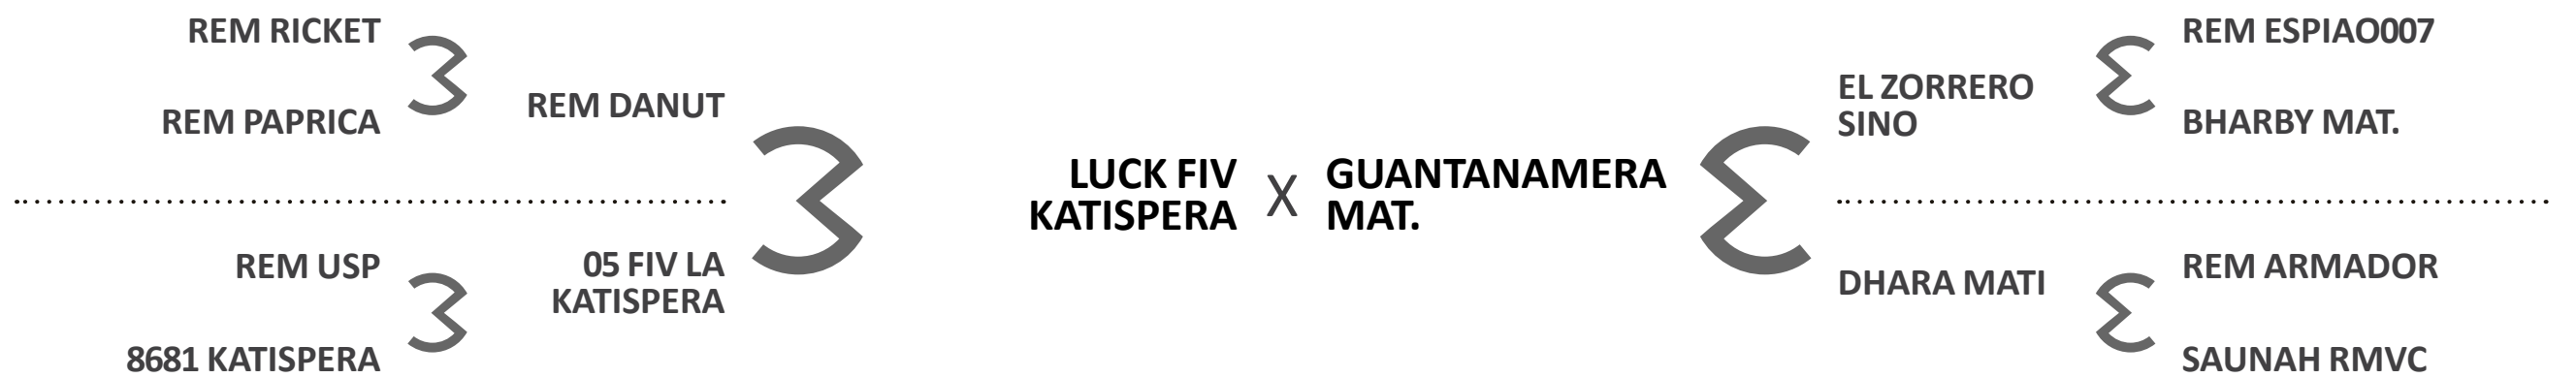 REM RICKET
REM PAPRICA
REM DANUT
REM USP
8681 KATISPERA
05 FIV LA
KATISPERA
LUCK FIV
KATISPERA
X
GUANTANAMERA
MAT.
EL ZORRERO
SINO
REM ESPIAO007
BHARBY MAT.
DHARA MATI
REM ARMADOR
SAUNAH RMVC